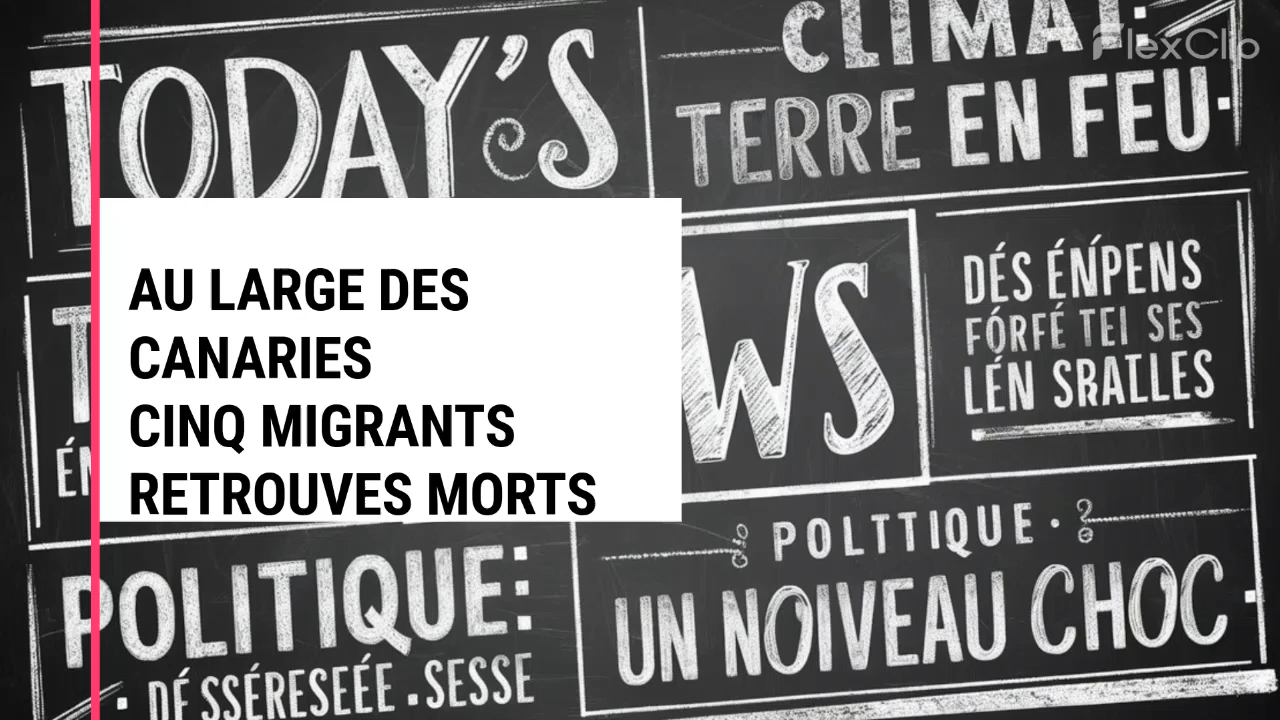 TODAY'S
CLIMAT:
TERRE EN FEU.
AU LARGE DES
CANARIES
CINQ MIGRANTS
RETROUVES MORTS
WS
DÉS ÉNṔENS
FÓRFÉ TEI SES
LÉN SRALLES
POLITIQUE:
DÉ SSÉRESEÉE . SESSE
POLTTIQUE · ?
UN NOIVEAU CHOC ·
FlexClip